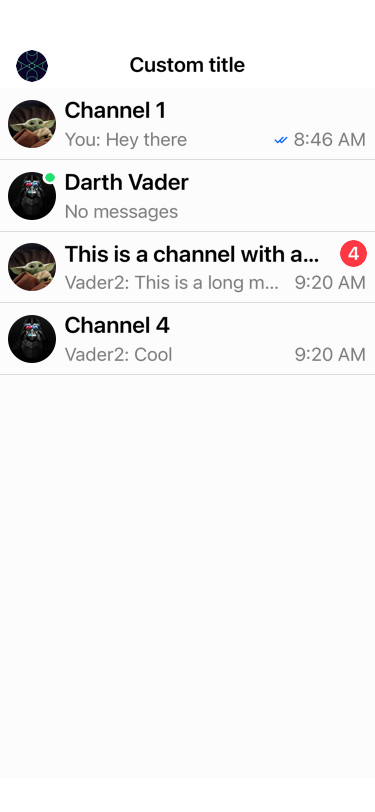 Custom title
Channel 1
You: Hey there 8:46 AM
Darth Vader
No messages
This is a channel with a... 4
Vader2: This is a long m... 9:20 AM
Channel 4
Vader2: Cool 9:20 AM